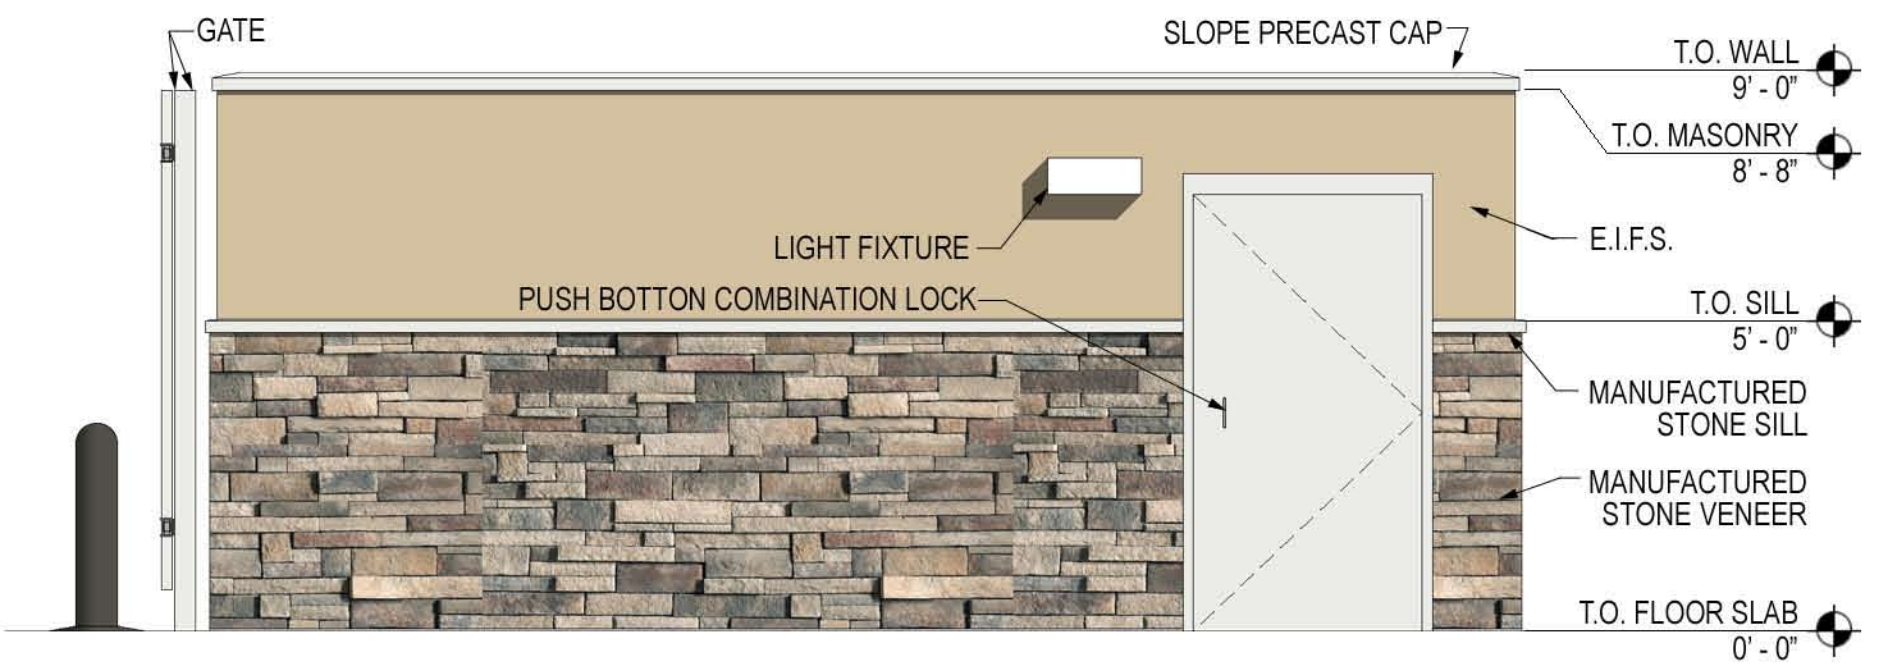 GATE
SLOPE PRECAST CAP
T.O. WALL
9' - 0"
T.O. MASONRY
8' - 8"
E.I.F.S.
LIGHT FIXTURE
PUSH BOTTON COMBINATION LOCK
T.O. SILL
5' - 0"
MANUFACTURED
STONE SILL
MANUFACTURED
STONE VENEER
T.O. FLOOR SLAB
0' - 0"